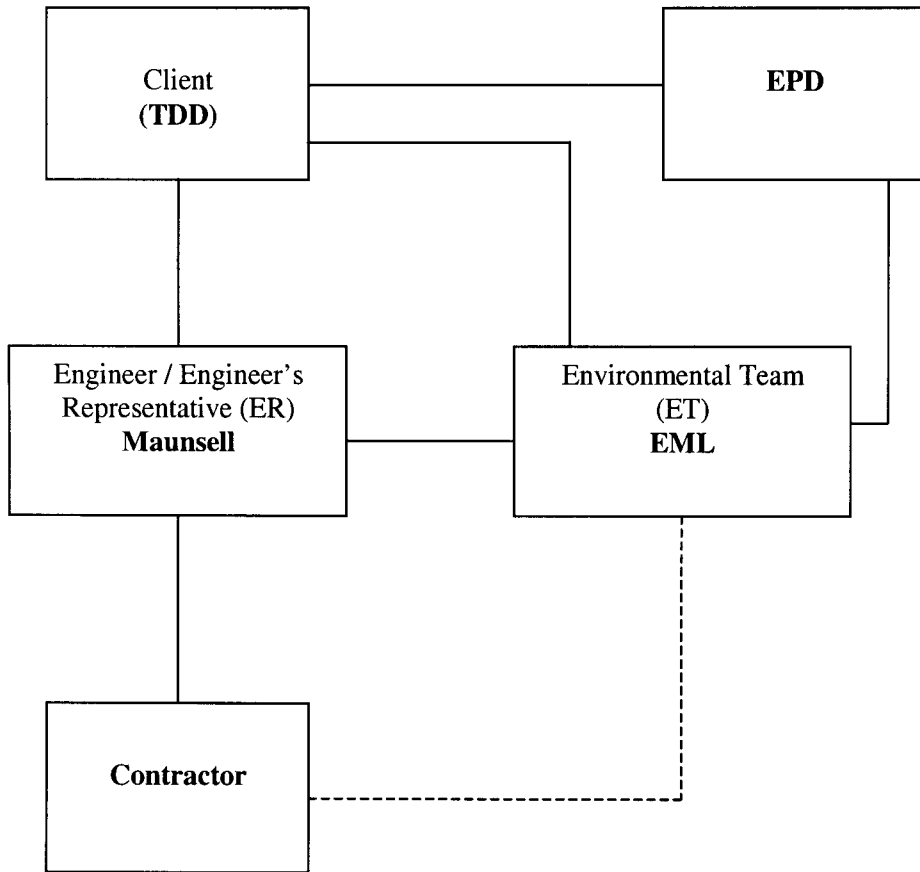 Client
(TDD)
EPD
Engineer / Engineer's
Representative (ER)
Maunsell
Environmental Team
(ET)
EML
Contractor